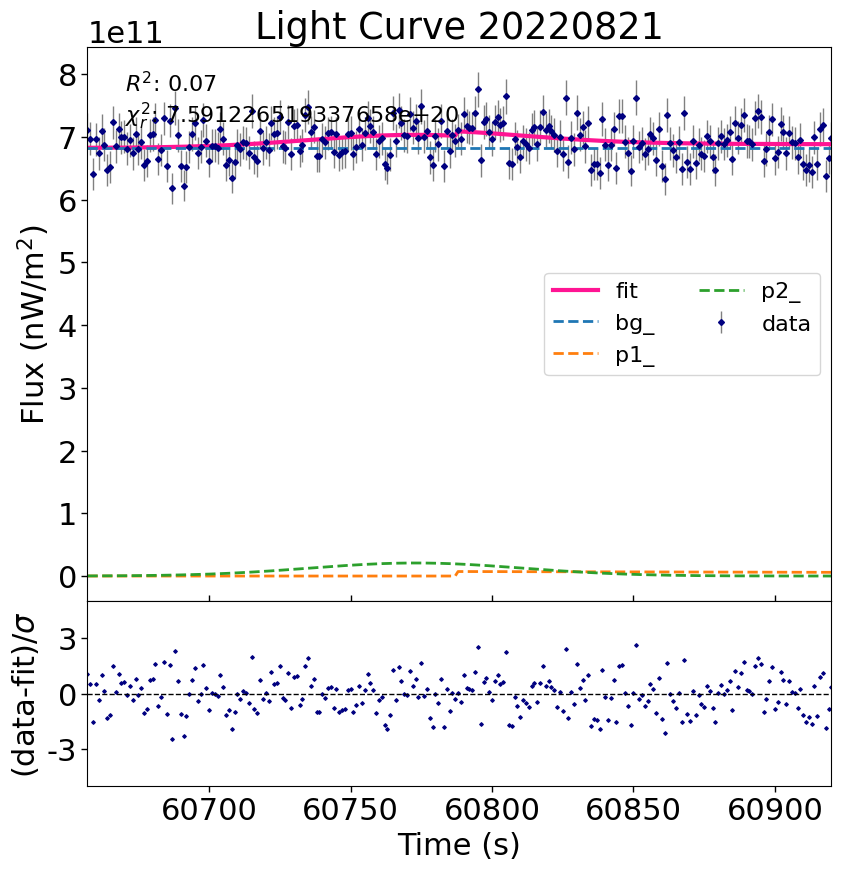 Light Curve 20220821
1e11
R²: 0.07
χ²ᵣ: 7.591226519337658e+20
8
7
6
5
4
3
2
1
0
Flux (nW/m²)
fit
bg_
p1_
p2_
data
3
0
-3
(data-fit)/σ
60700 60750 60800 60850 60900
Time (s)